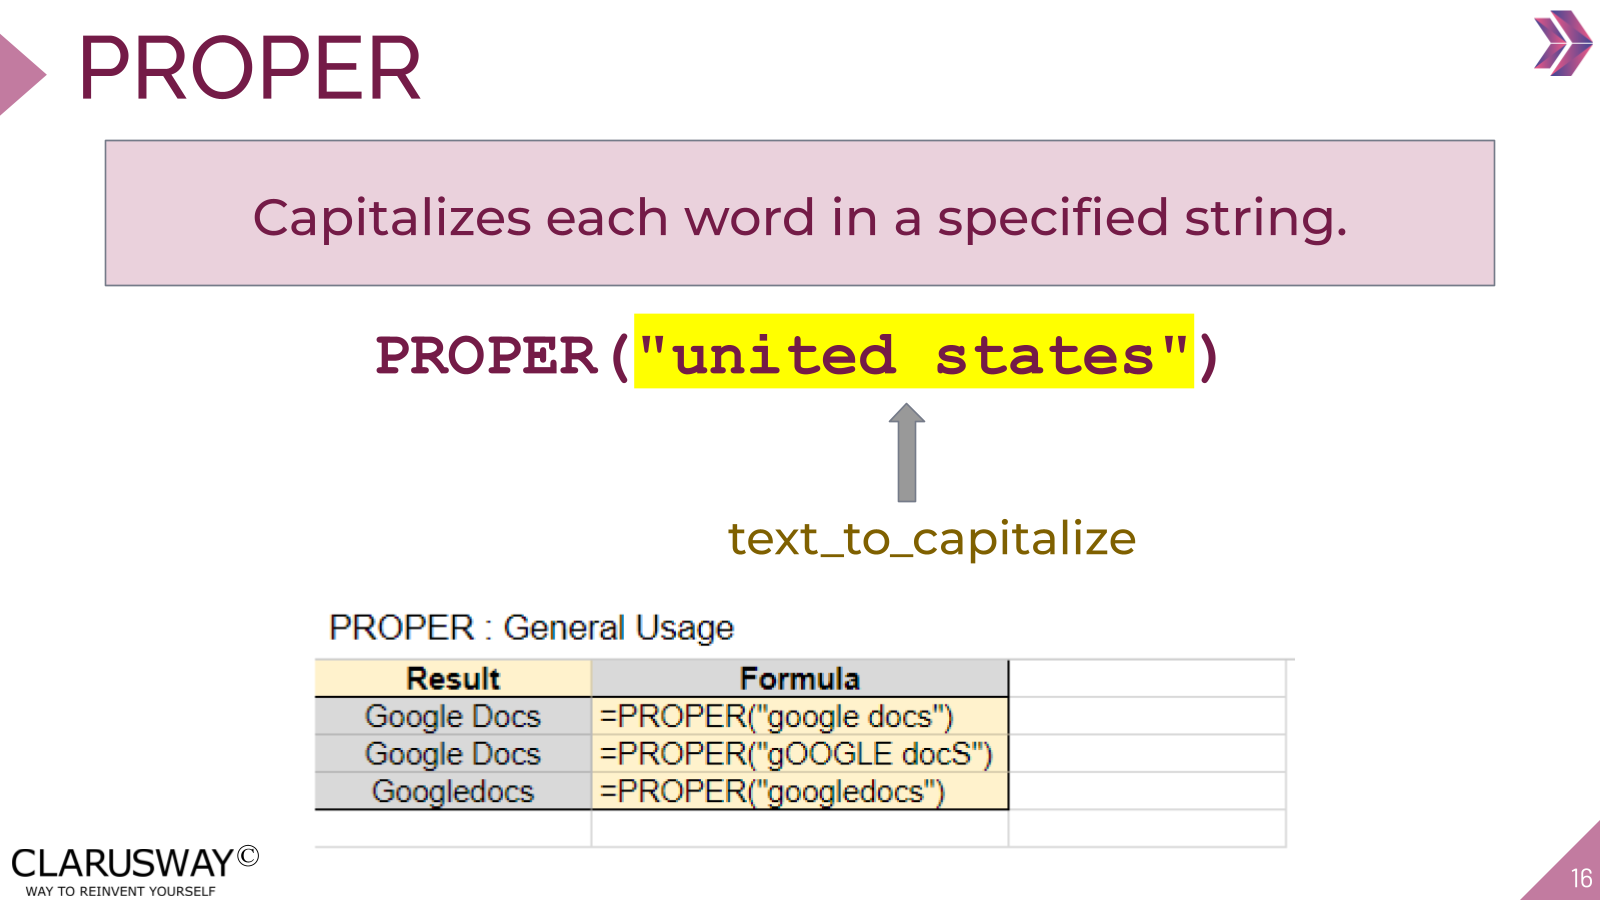 PROPER
Capitalizes each word in a specified string.
PROPER("united states")
text_to_capitalize
PROPER : General Usage
Result Formula
Google Docs =PROPER("google docs")
Google Docs =PROPER("gOOGLE docS")
Googledocs =PROPER("googledocs")
CLARUSWAY©
WAY TO REINVENT YOURSELF
16